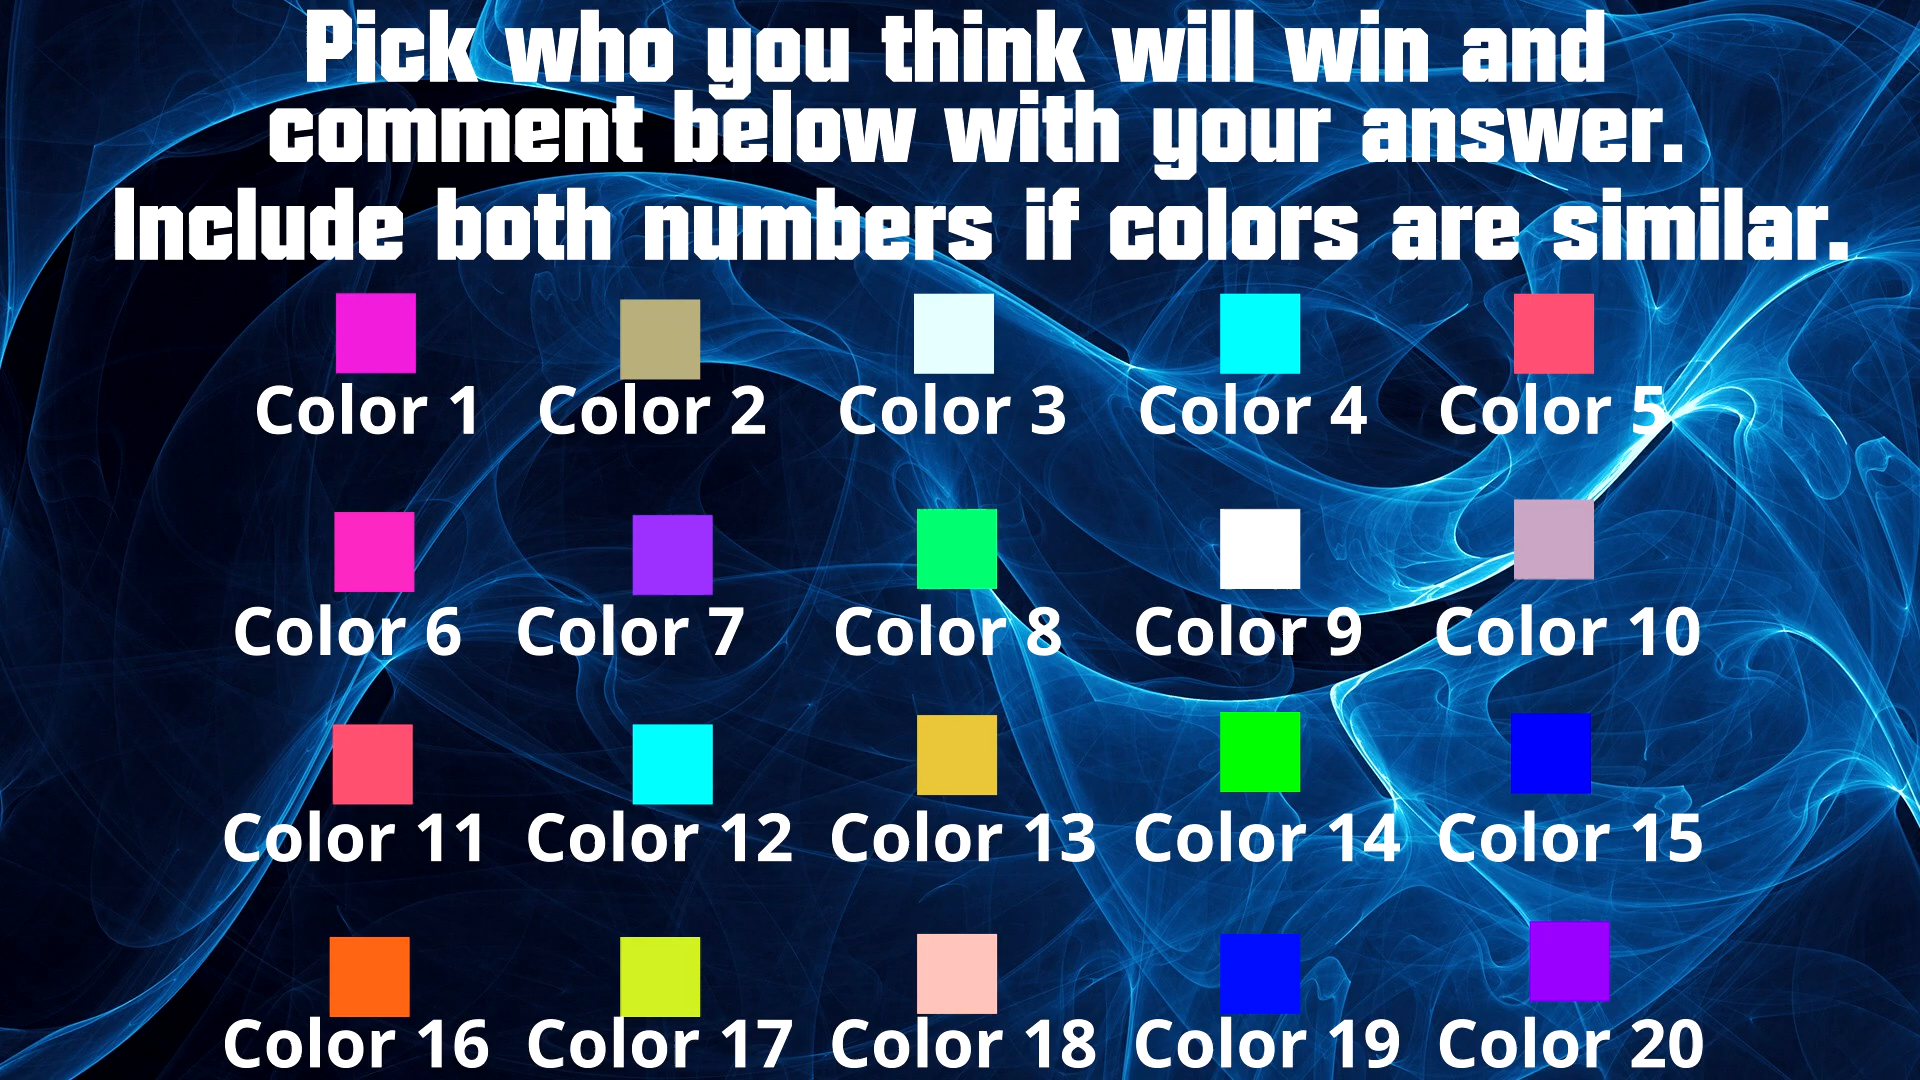 Pick who you think will win and
comment below with your answer.
Include both numbers if colors are similar.
Color 1 Color 2 Color 3 Color 4 Color 5
Color 6 Color 7 Color 8 Color 9 Color 10
Color 11 Color 12 Color 13 Color 14 Color 15
Color 16 Color 17 Color 18 Color 19 Color 20